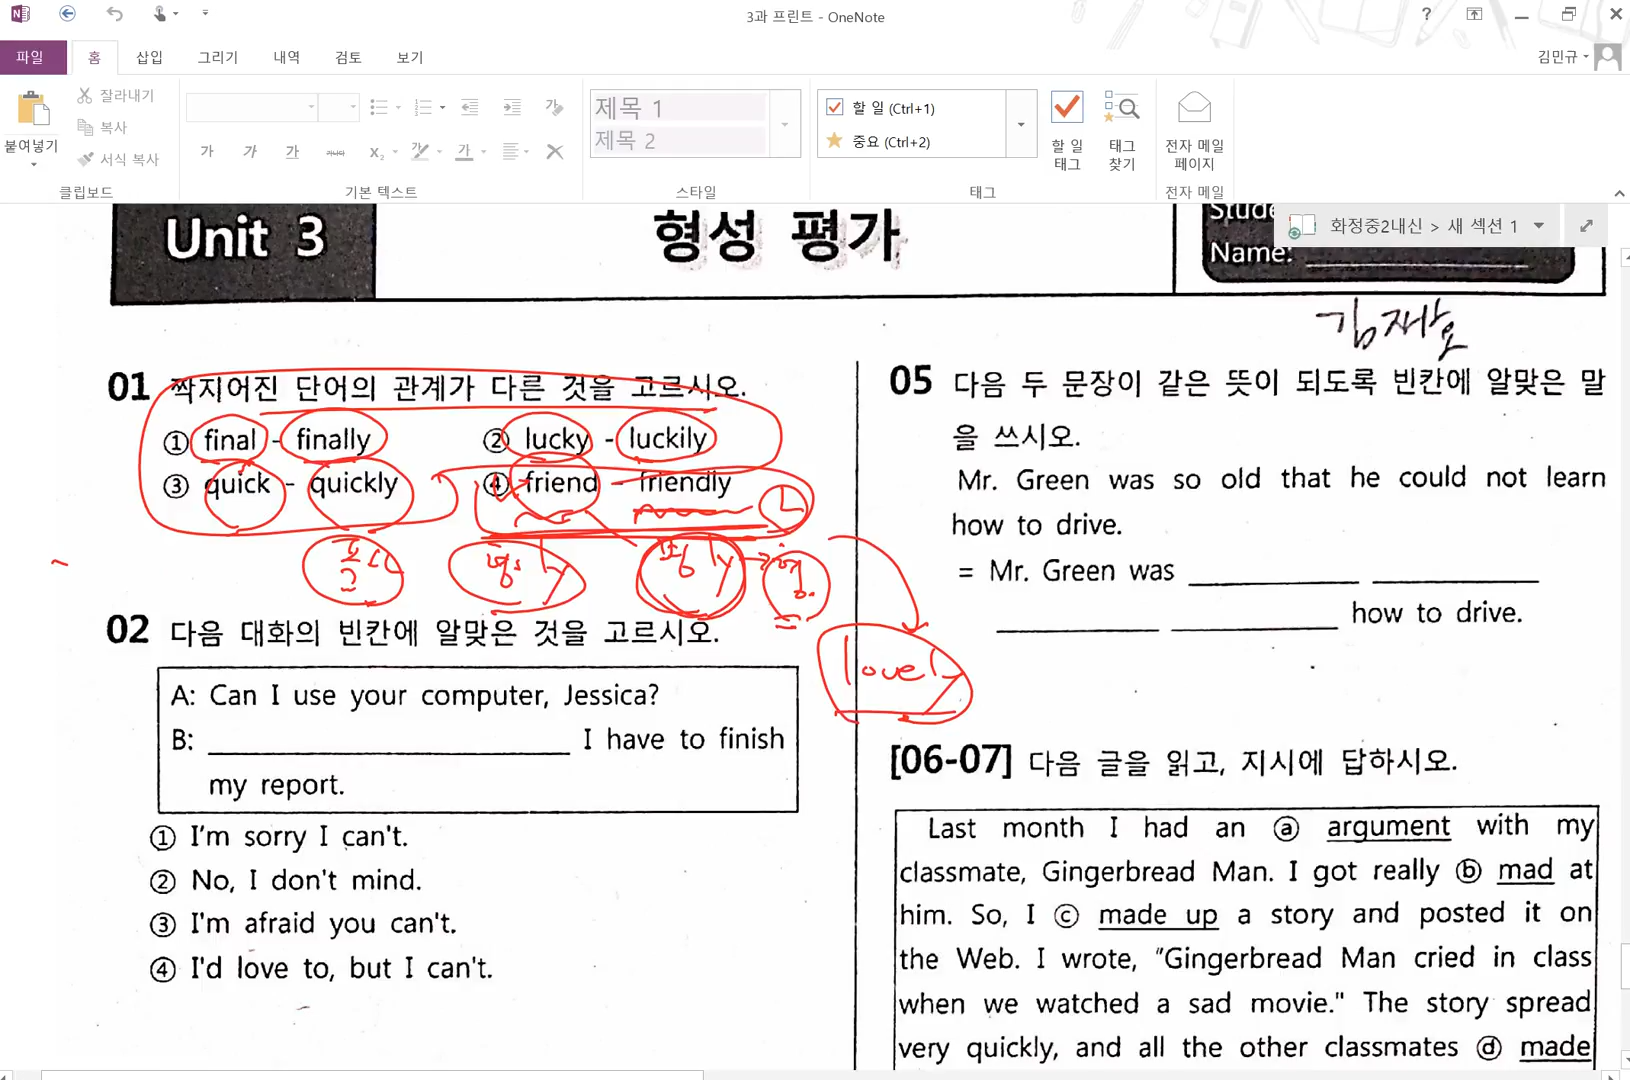 3과 프린트 - OneNote
파일 홈 삽입 그리기 내역 검토 보기
김민규
붙여넣기
잘라내기
복사
서식 복사
클립보드
가 가 가 가나다 x₂ 가
기본 텍스트
제목 1
제목 2
스타일
할 일 (Ctrl+1)
중요 (Ctrl+2)
할 일 태그
태그 찾기
태그
전자 메일 페이지
전자 메일
화정중2내신 > 새 섹션 1
Unit 3
형성 평가
Stude
Name:
김재호
01 짝지어진 단어의 관계가 다른 것을 고르시오.
① final - finally ② lucky - luckily
③ quick - quickly ④ friend - friendly
ly
ly
lovely
02 다음 대화의 빈칸에 알맞은 것을 고르시오.
A: Can I use your computer, Jessica?
B: I have to finish
my report.
① I'm sorry I can't.
② No, I don't mind.
③ I'm afraid you can't.
④ I'd love to, but I can't.
05 다음 두 문장이 같은 뜻이 되도록 빈칸에 알맞은 말
을 쓰시오.
Mr. Green was so old that he could not learn
how to drive.
= Mr. Green was
how to drive.
[06-07] 다음 글을 읽고, 지시에 답하시오.
Last month I had an ⓐ argument with my
classmate, Gingerbread Man. I got really ⓑ mad at
him. So, I ⓒ made up a story and posted it on
the Web. I wrote, "Gingerbread Man cried in class
when we watched a sad movie." The story spread
very quickly, and all the other classmates ⓓ made